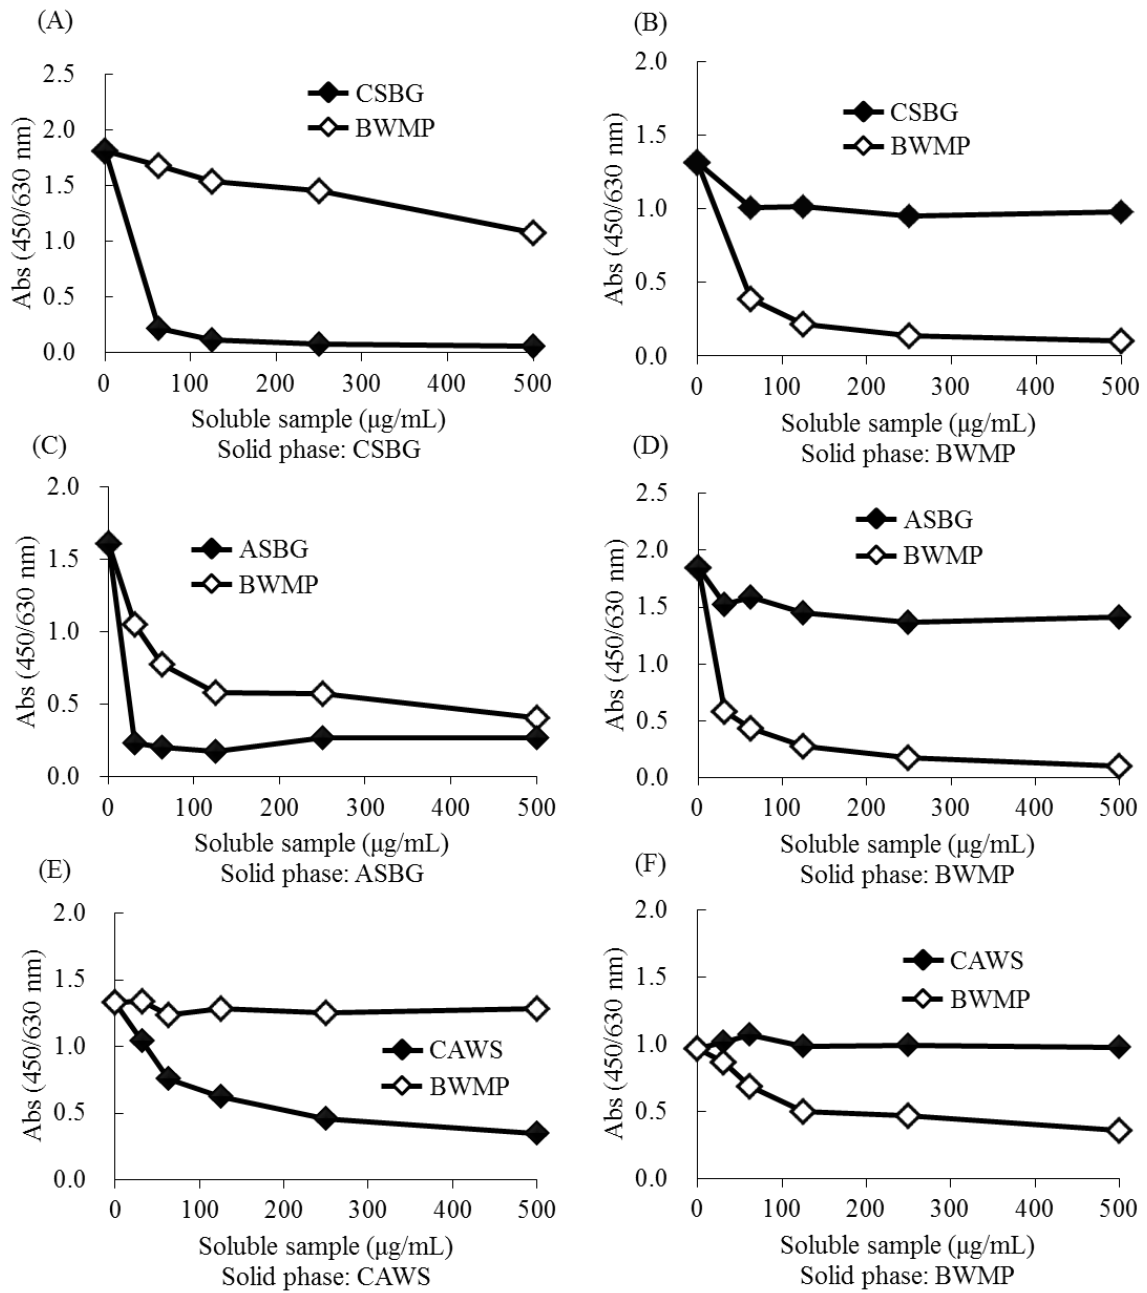 (A)
Abs (450/630 nm)
2.5
2.0
1.5
1.0
0.5
0.0
CSBG
BWMP
0 100 200 300 400 500
Soluble sample (μg/mL)
Solid phase: CSBG
(B)
Abs (450/630 nm)
2.0
1.5
1.0
0.5
0.0
CSBG
BWMP
0 100 200 300 400 500
Soluble sample (μg/mL)
Solid phase: BWMP
(C)
Abs (450/630 nm)
2.0
1.5
1.0
0.5
0.0
ASBG
BWMP
0 100 200 300 400 500
Soluble sample (μg/mL)
Solid phase: ASBG
(D)
Abs (450/630 nm)
2.5
2.0
1.5
1.0
0.5
0.0
ASBG
BWMP
0 100 200 300 400 500
Soluble sample (μg/mL)
Solid phase: BWMP
(E)
Abs (450/630 nm)
2.0
1.5
1.0
0.5
0.0
CAWS
BWMP
0 100 200 300 400 500
Soluble sample (μg/mL)
Solid phase: CAWS
(F)
Abs (450/630 nm)
2.0
1.5
1.0
0.5
0.0
CAWS
BWMP
0 100 200 300 400 500
Soluble sample (μg/mL)
Solid phase: BWMP